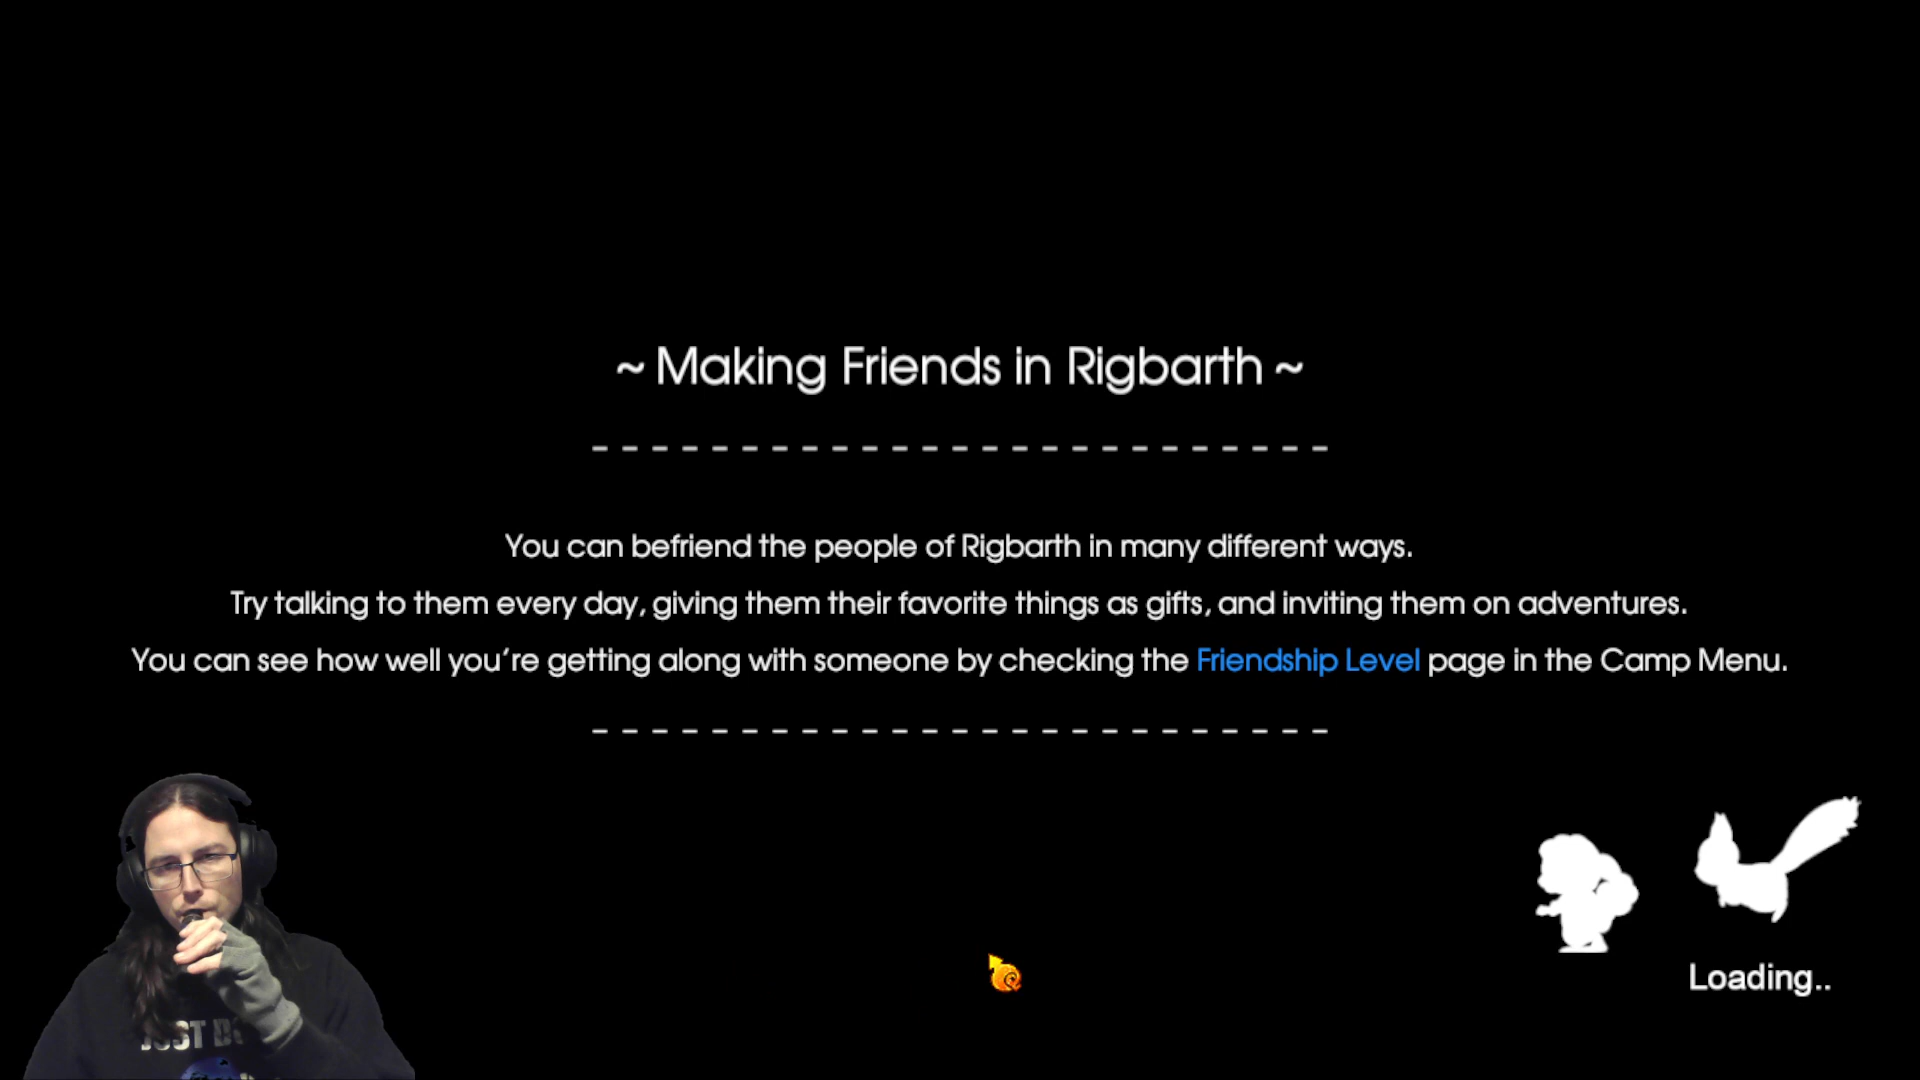 ~ Making Friends in Rigbarth ~
You can befriend the people of Rigbarth in many different ways.
Try talking to them every day, giving them their favorite things as gifts, and inviting them on adventures.
You can see how well you're getting along with someone by checking the Friendship Level page in the Camp Menu.
Loading..
JUST